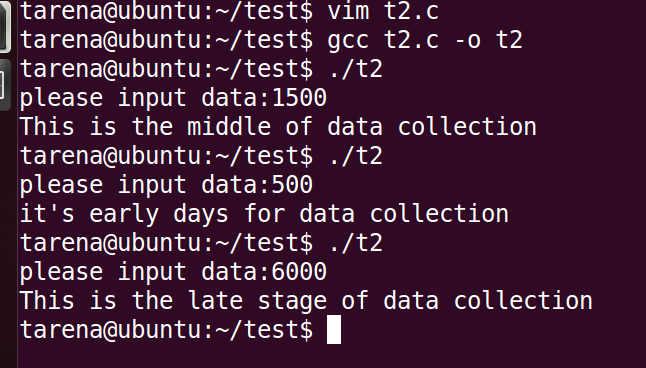 tarena@ubuntu:~/test$ vim t2.c
tarena@ubuntu:~/test$ gcc t2.c -o t2
tarena@ubuntu:~/test$ ./t2
please input data:1500
This is the middle of data collection
tarena@ubuntu:~/test$ ./t2
please input data:500
it's early days for data collection
tarena@ubuntu:~/test$ ./t2
please input data:6000
This is the late stage of data collection
tarena@ubuntu:~/test$